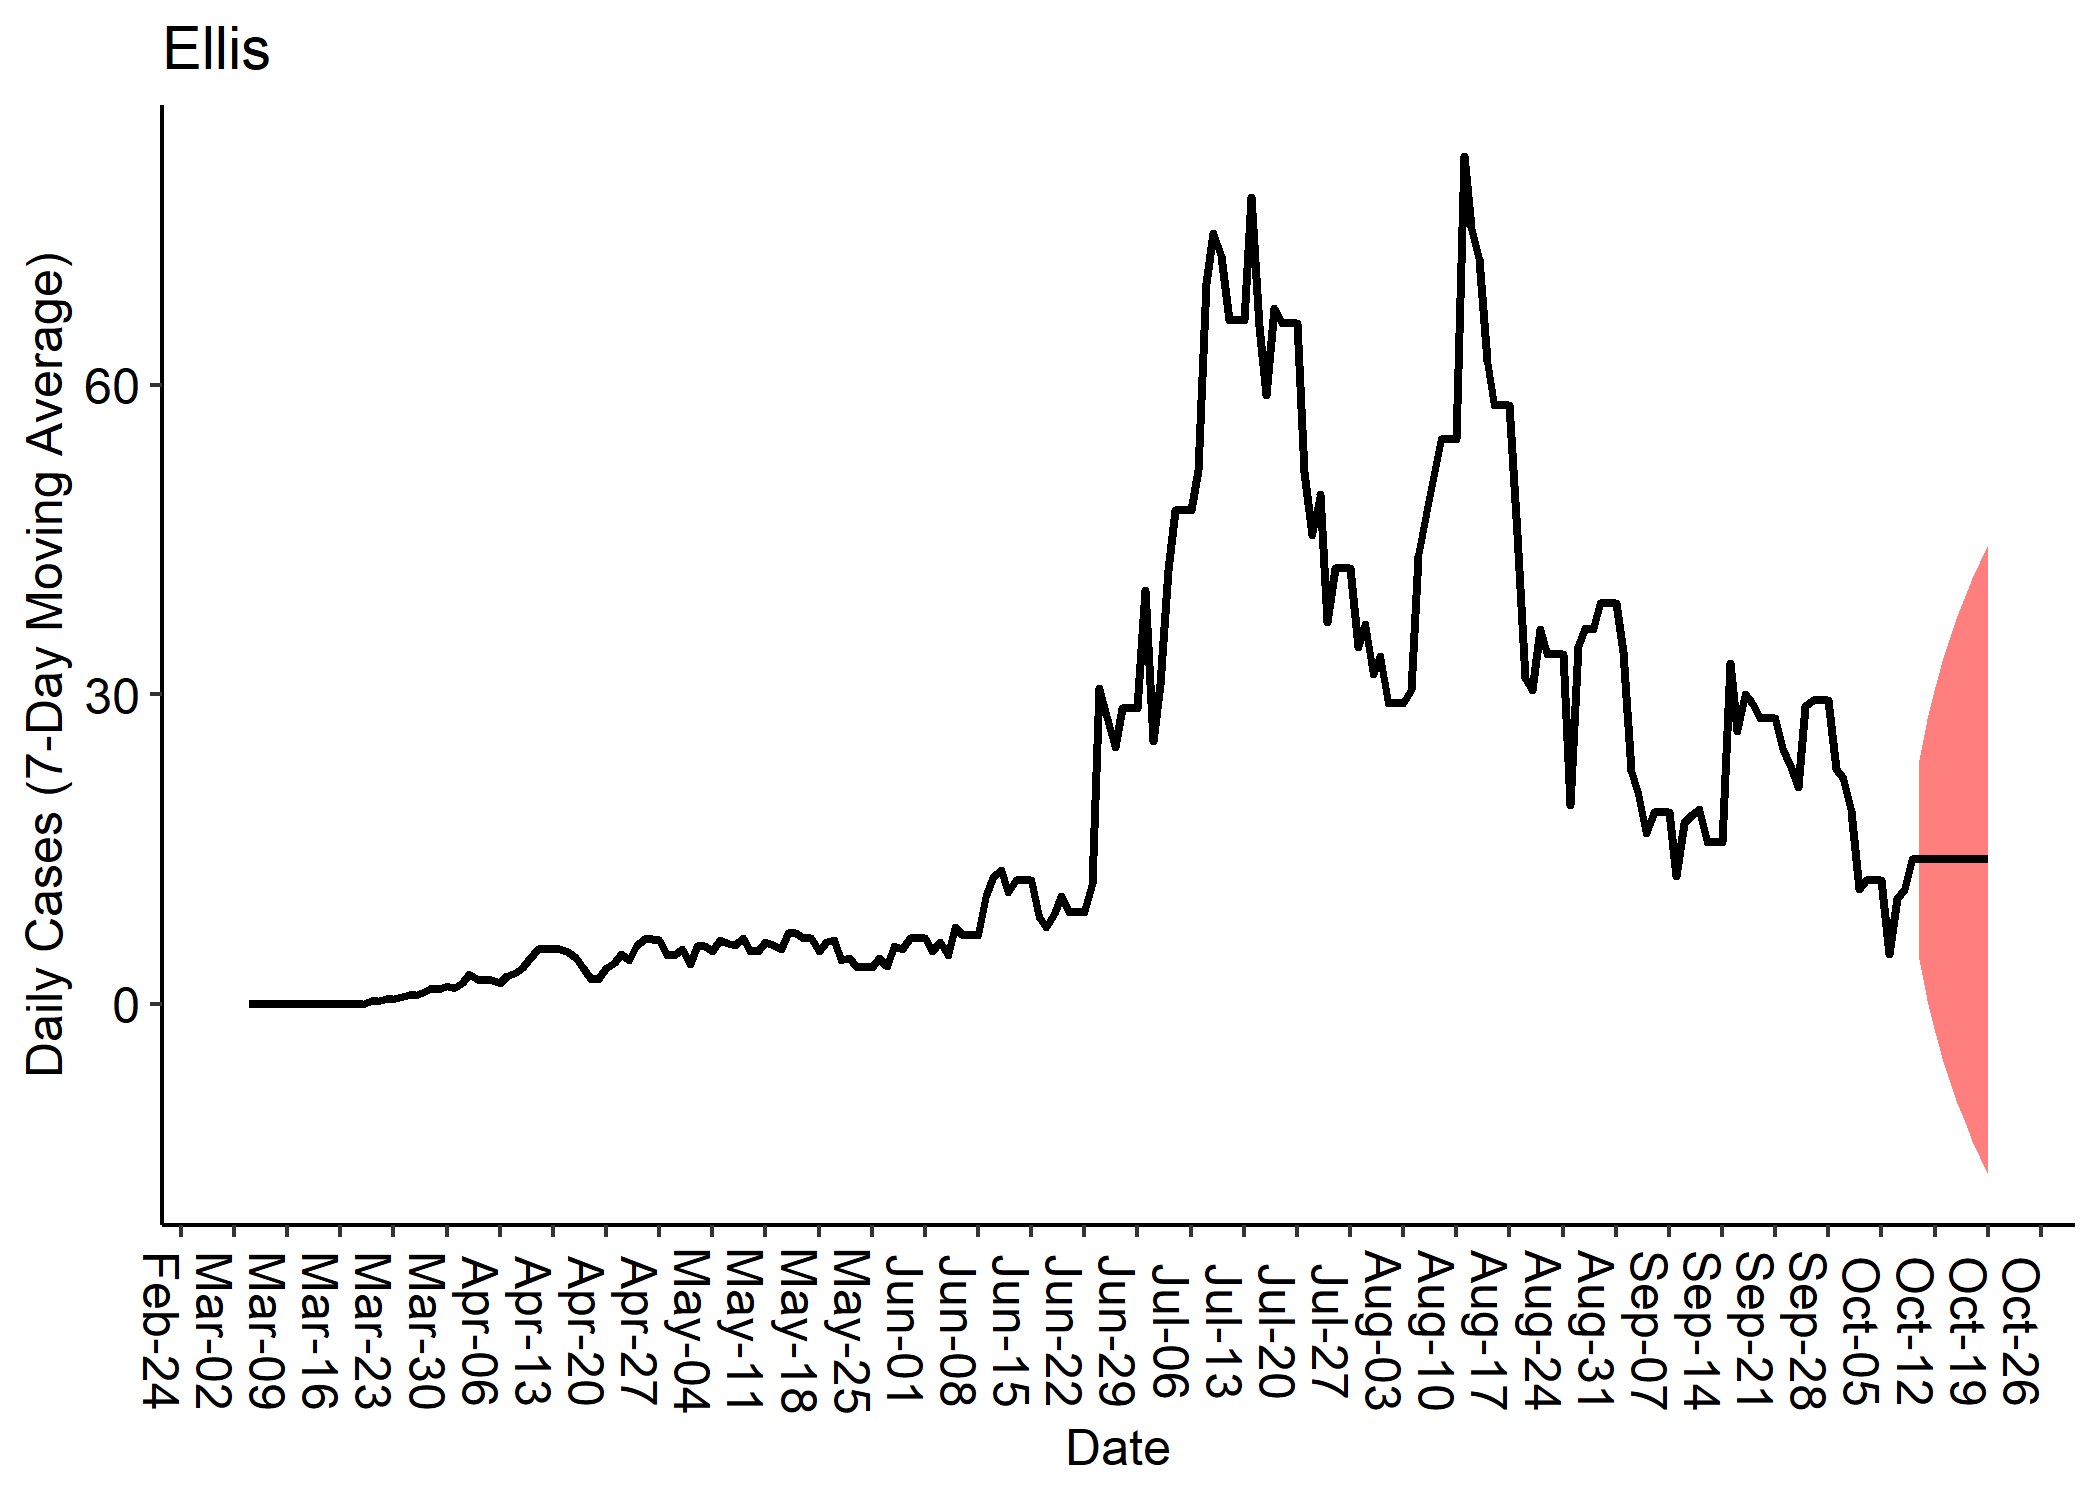 Ellis
Daily Cases (7-Day Moving Average)
60
30
0
Feb-24
Mar-02
Mar-09
Mar-16
Mar-23
Mar-30
Apr-06
Apr-13
Apr-20
Apr-27
May-04
May-11
May-18
May-25
Jun-01
Jun-08
Jun-15
Jun-22
Jun-29
Jul-06
Jul-13
Jul-20
Jul-27
Aug-03
Aug-10
Aug-17
Aug-24
Aug-31
Sep-07
Sep-14
Sep-21
Sep-28
Oct-05
Oct-12
Oct-19
Oct-26
Date